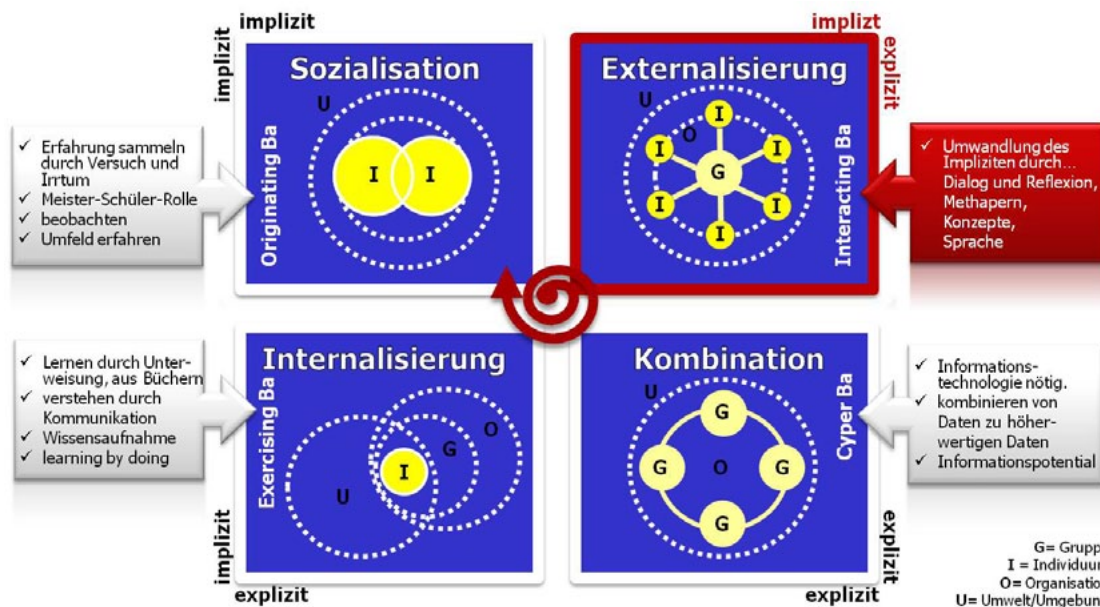 implizit
implizit
Sozialisation
U
I I
Originating Ba
✓ Erfahrung sammeln
durch Versuch und
Irrtum
✓ Meister-Schüler-Rolle
✓ beobachten
✓ Umfeld erfahren
implizt
explizit
Externalisierung
U
O
I
I
I
G
I
I
I
Interacting Ba
✓ Umwandlung des
Impliziten durch...
Dialog und Reflexion,
Methapern,
Konzepte,
Sprache
Internalisierung
Exercising Ba
O
G
I
U
implizit
explizit
✓ Lernen durch Unter-
weisung, aus Büchern
✓ verstehen durch
Kommunikation
✓ Wissensaufnahme
✓ learning by doing
Kombination
U
G
G O G
G
Cyper Ba
explizit
explizit
✓ Informations-
technologie nötig.
✓ kombinieren von
Daten zu höher-
wertigen Daten
✓ Informationspotential
G= Grupp
I = Individuur
O= Organisatio
U= Umwelt/Umgebun